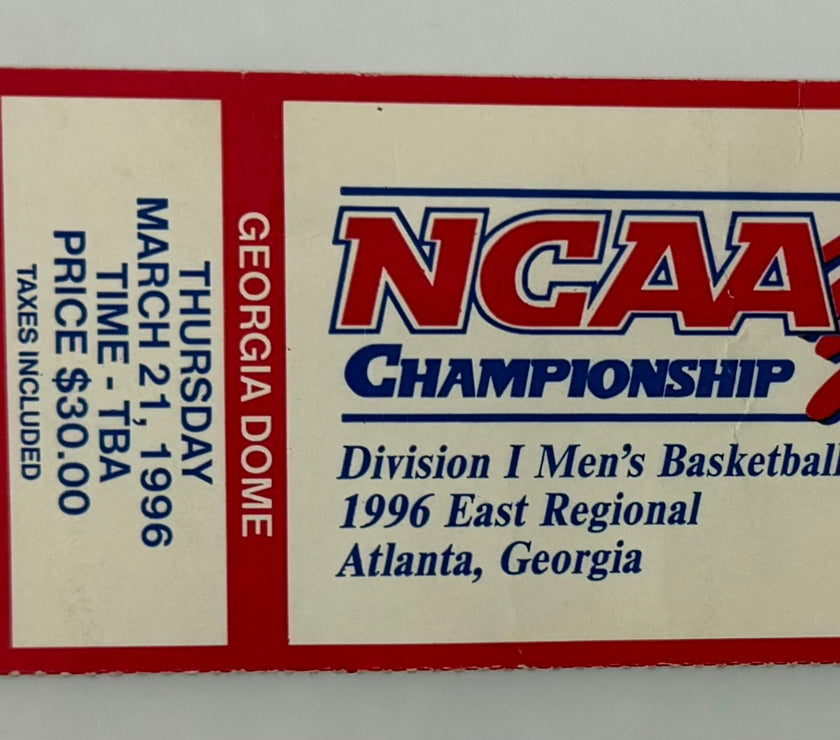 THURSDAY
MARCH 21, 1996
TIME - TBA
PRICE $30.00
TAXES INCLUDED
GEORGIA DOME
NCAA
CHAMPIONSHIP
Division I Men's Basketball
1996 East Regional
Atlanta, Georgia